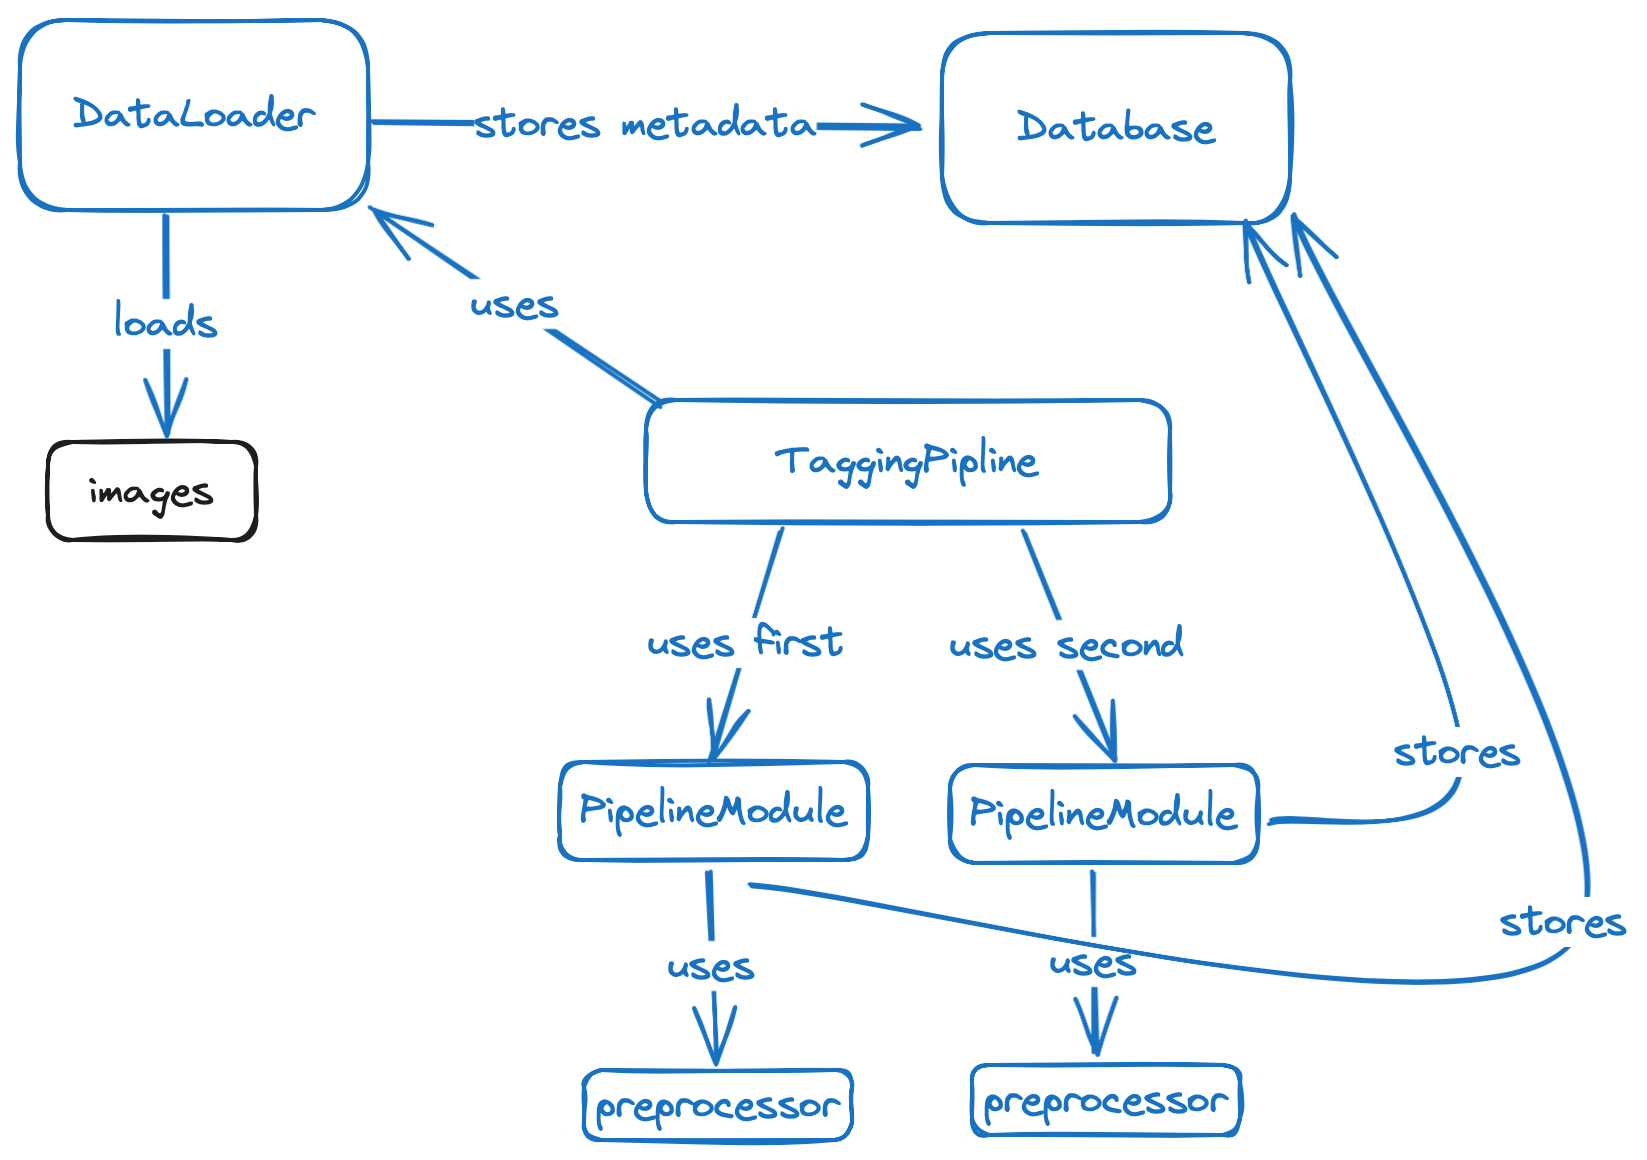 DataLoader
stores metadata
Database
uses
loads
TaggingPipline
images
uses first
uses second
stores
PipelineModule
PipelineModule
stores
uses
uses
preprocessor
preprocessor